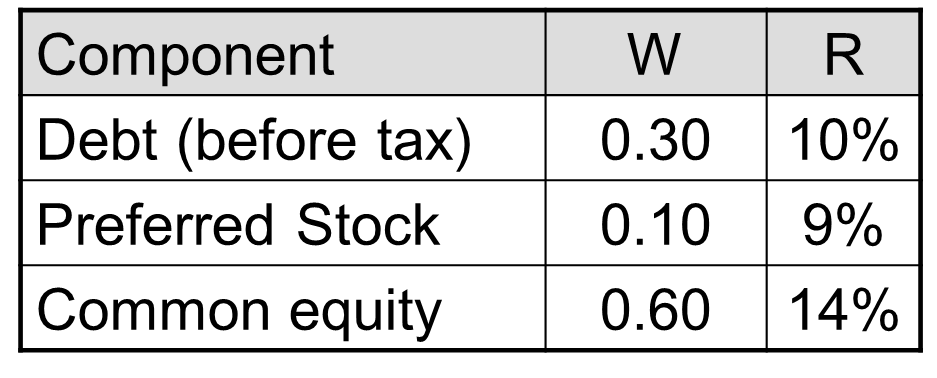 Component W R
Debt (before tax) 0.30 10%
Preferred Stock 0.10 9%
Common equity 0.60 14%